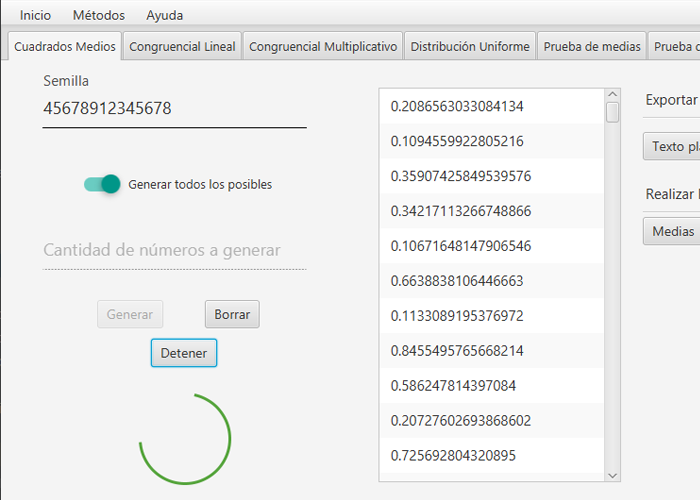 Inicio Métodos Ayuda
Cuadrados Medios Congruencial Lineal Congruencial Multiplicativo Distribución Uniforme Prueba de medias Prueba
Semilla
45678912345678
Generar todos los posibles
Cantidad de números a generar
Generar Borrar
Detener
0.2086563033084134
0.1094559922805216
0.35907425849539576
0.34217113266748866
0.10671648147906546
0.6638838106446663
0.1133089195376972
0.8455495765668214
0.586247814397084
0.20727602693868602
0.725692804320895
Exportar
Texto pl
Realizar
Medias